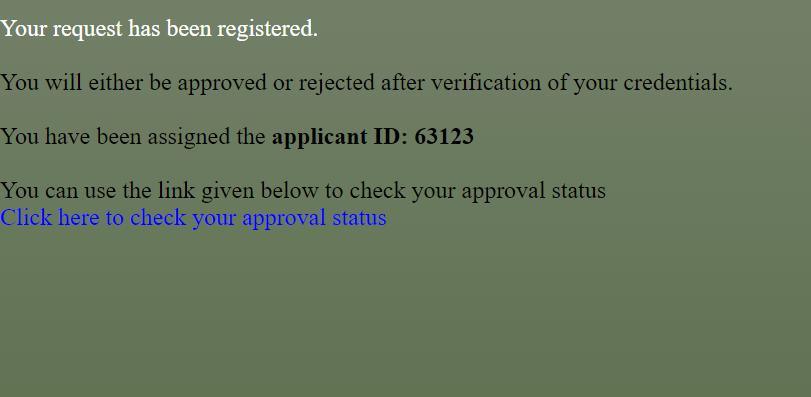 Your request has been registered.
You will either be approved or rejected after verification of your credentials.
You have been assigned the applicant ID: 63123
You can use the link given below to check your approval status
Click here to check your approval status